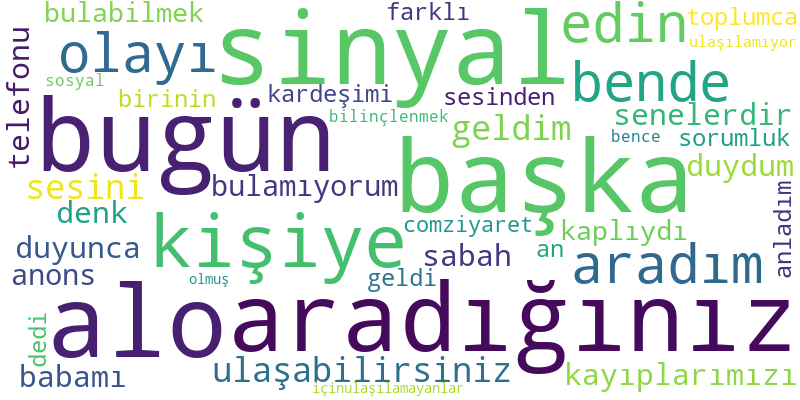 bulabilmek
farklı
toplumca
ulaşılamıyor
sinyal
edin
olayı
telefonu
sosyal
birinin
kardeşimi
sesinden
bende
bilinçlenmek
senelerdir
bugün
geldim
bence
sorumluk
başka
duydum
sesini
bulamıyorum
anladım
denk
kişiye
comziyaret
kaplıydı
duyunca
sabah
an
aradım
anons
olmuş
geldi
alo
aradığınız
dedi
babamı
ulaşabilirsiniz
kayıplarımızı
içinulaşılamayanlar